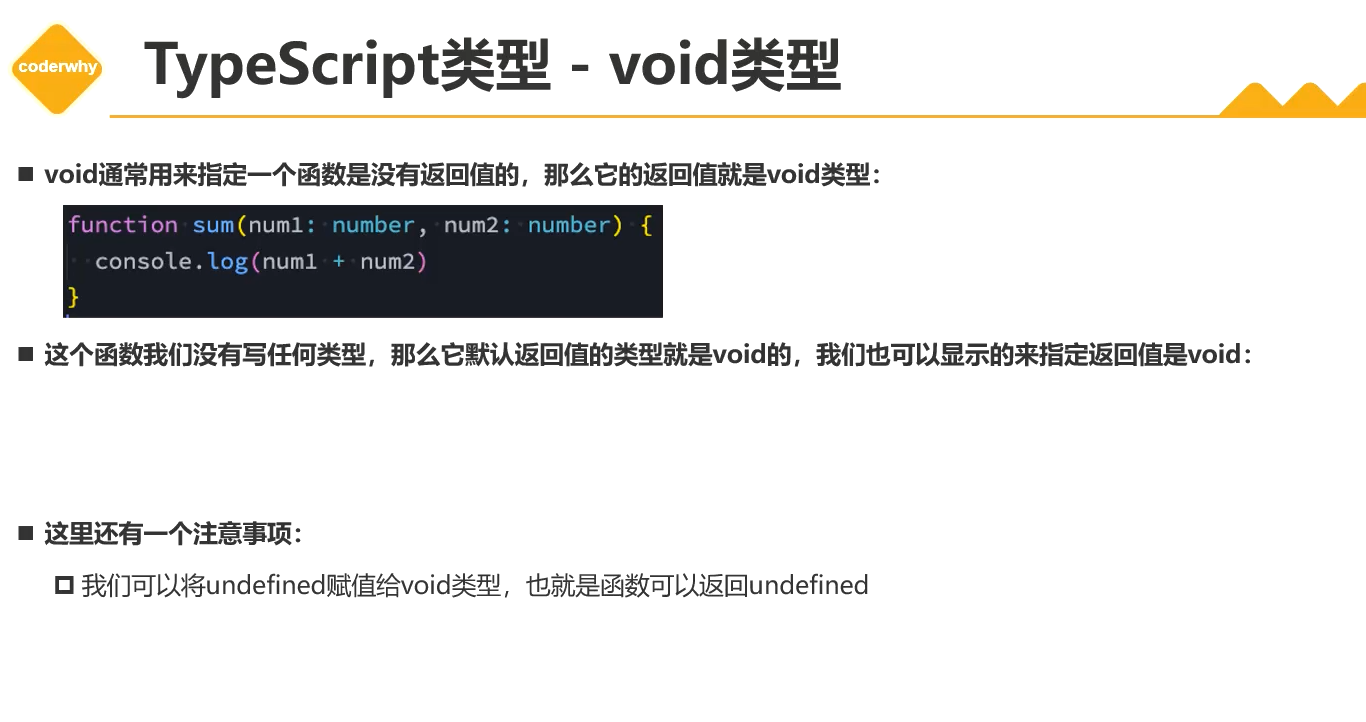 coderwhy
TypeScript类型 - void类型
void通常用来指定一个函数是没有返回值的，那么它的返回值就是void类型：
function sum(num1: number, num2: number) {
  console.log(num1 + num2)
}
这个函数我们没有写任何类型，那么它默认返回值的类型就是void的，我们也可以显示的来指定返回值是void：
这里还有一个注意事项：
我们可以将undefined赋值给void类型，也就是函数可以返回undefined